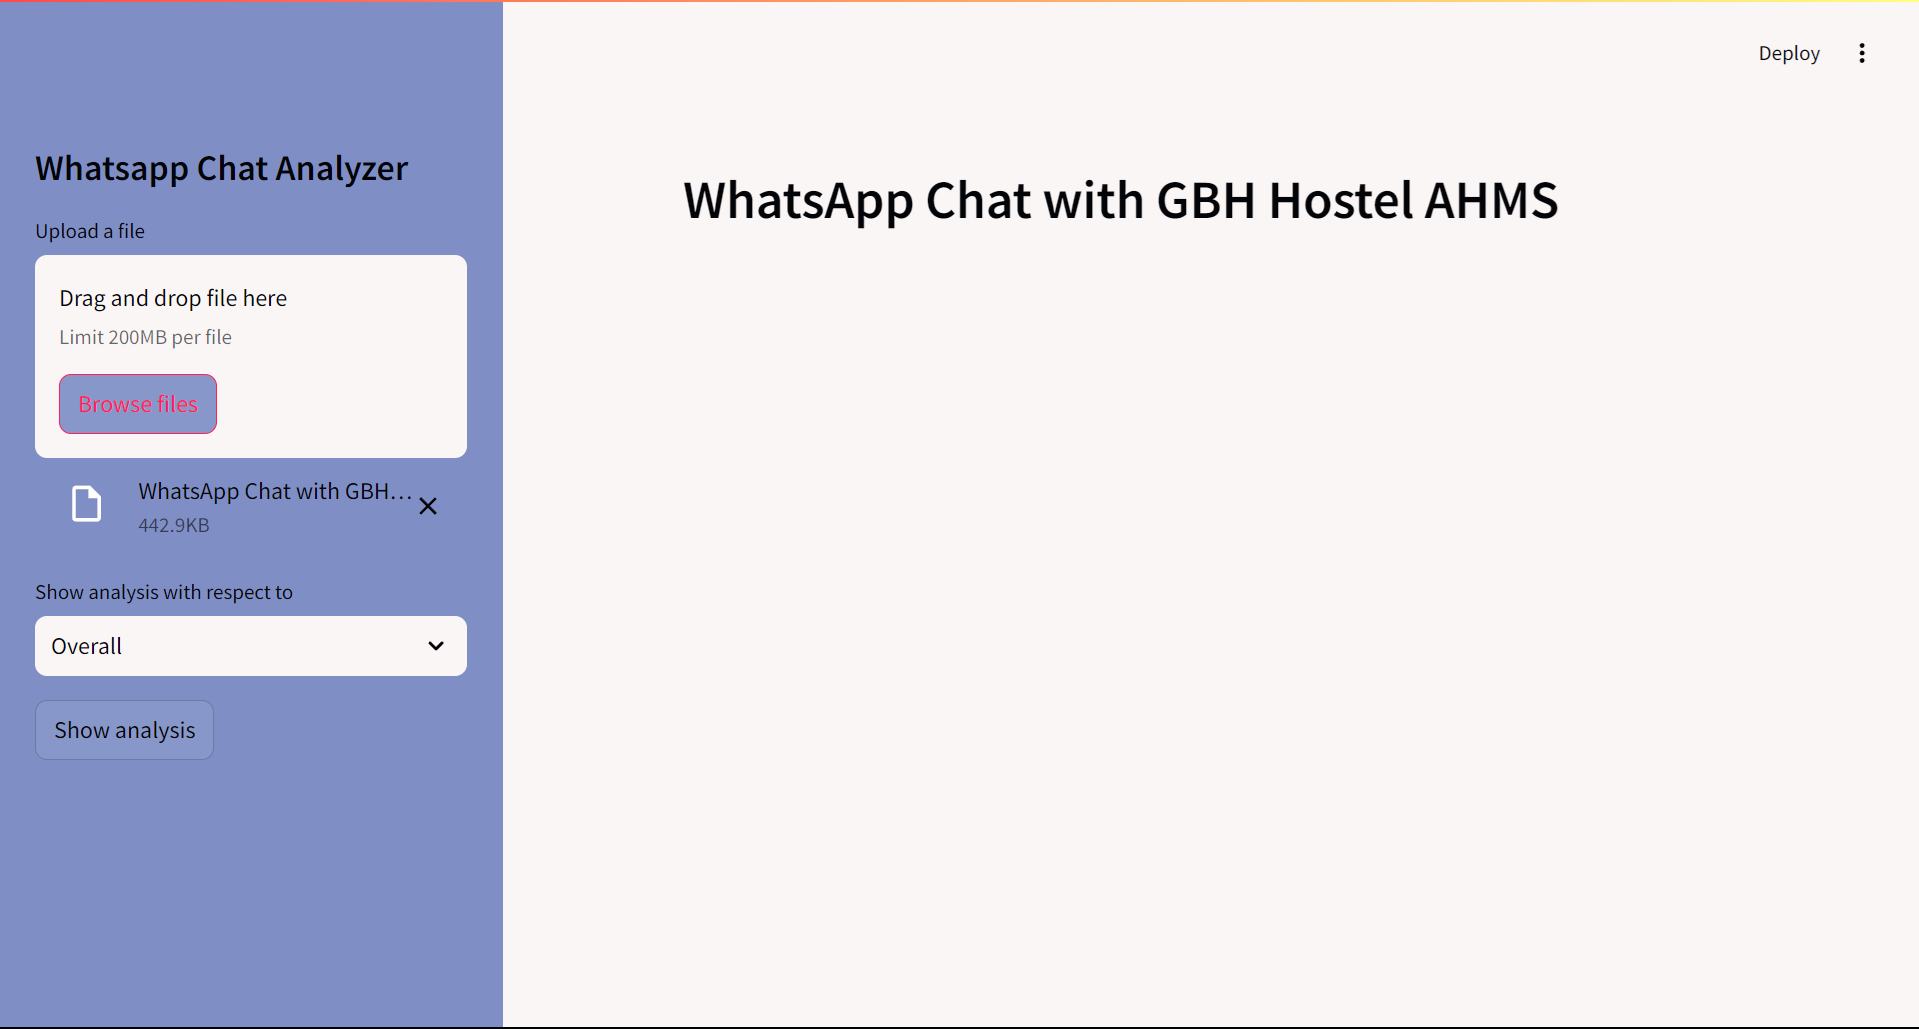 Deploy
Whatsapp Chat Analyzer
Upload a file
Drag and drop file here
Limit 200MB per file
Browse files
WhatsApp Chat with GBH...
442.9KB
Show analysis with respect to
Overall
Show analysis
WhatsApp Chat with GBH Hostel AHMS